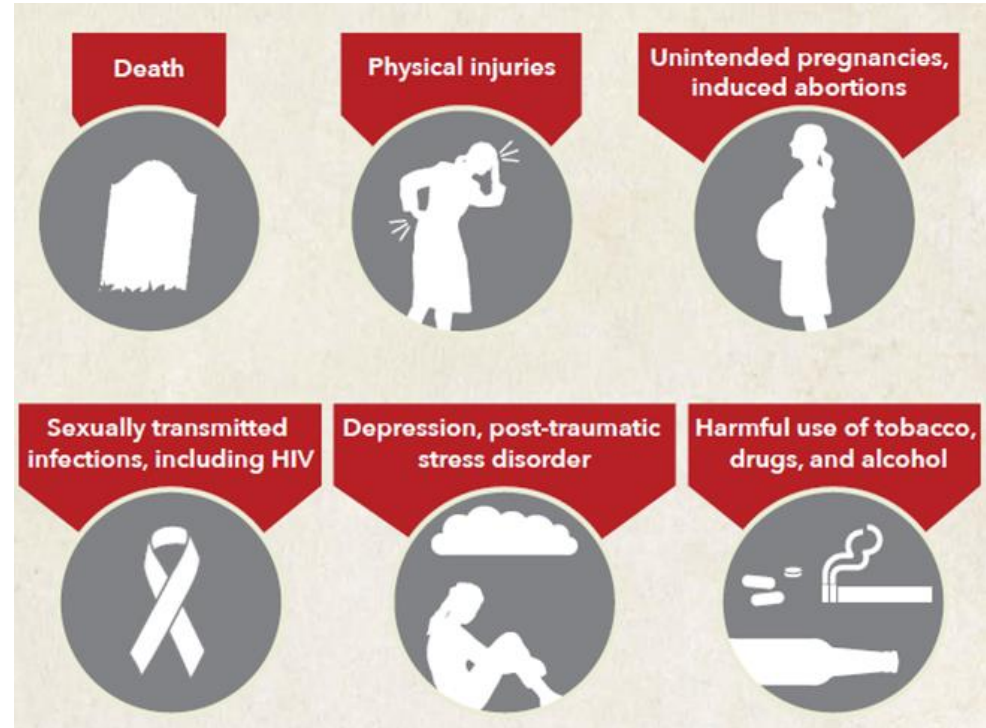 Death
Physical injuries
Unintended pregnancies,
induced abortions
Sexually transmitted
infections, including HIV
Depression, post-traumatic
stress disorder
Harmful use of tobacco,
drugs, and alcohol